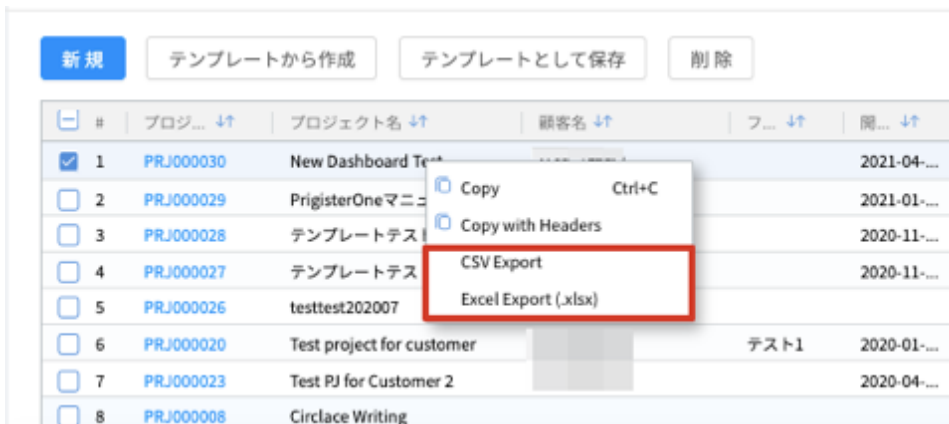 新規 テンプレートから作成 テンプレートとして保存 削除
# プロジ... プロジェクト名 顧客名 フ... 開...
1 PRJ000030 New Dashboard Test 2021-04-...
Copy Ctrl+C
2 PRJ000029 PrigisterOneマニュ 2021-01-...
Copy with Headers
3 PRJ000028 テンプレートテスト 2020-11-...
CSV Export
4 PRJ000027 テンプレートテス 2020-11-...
Excel Export (.xlsx)
5 PRJ000026 testtest202007
6 PRJ000020 Test project for customer テスト1 2020-01-...
7 PRJ000023 Test PJ for Customer 2 2020-04-...
8 PRJ000008 Circlace Writing